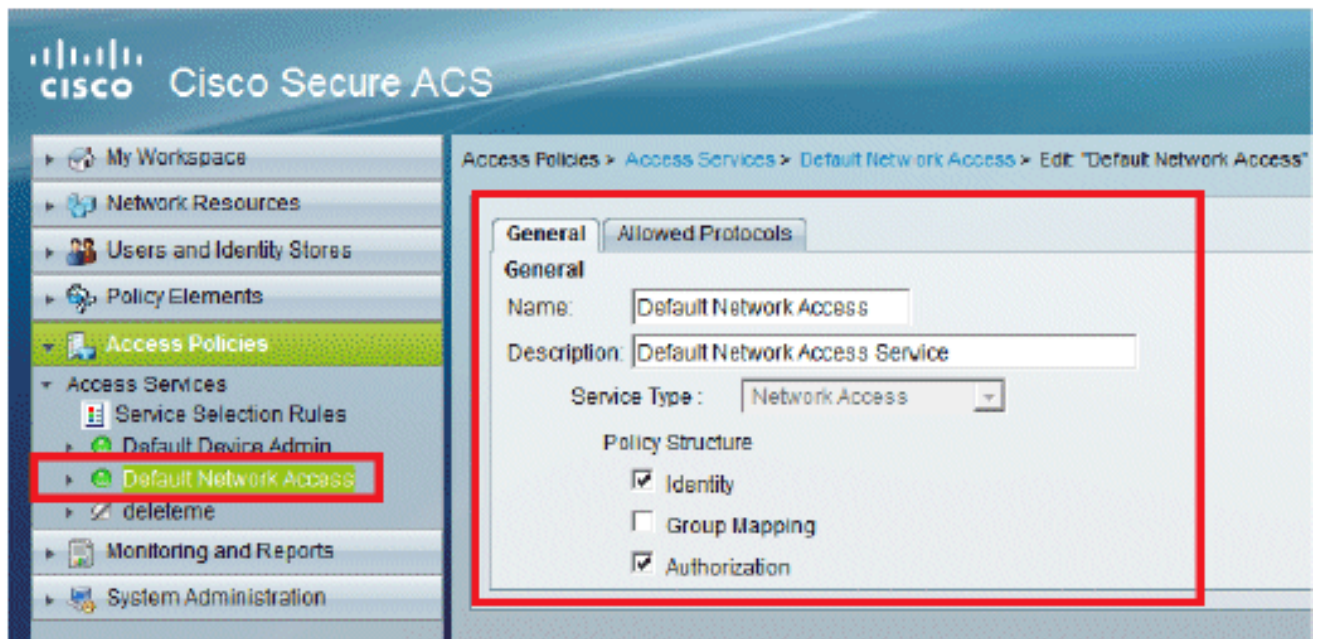 CISCO Cisco Secure ACS
My Workspace
Network Resources
Users and Identity Stores
Policy Elements
Access Policies
Access Services
Service Selection Rules
Default Device Admin
Default Network Access
deleteme
Monitoring and Reports
System Administration
Access Policies > Access Services > Default Network Access > Edit: "Default Network Access"
General Allowed Protocols
General
Name: Default Network Access
Description: Default Network Access Service
Service Type : Network Access
Policy Structure
Identity
Group Mapping
Authorization